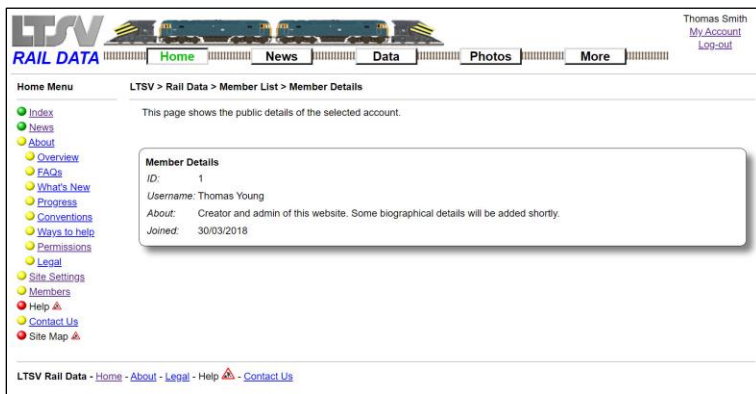 LTSV
RAIL DATA
Home News Data Photos More
Thomas Smith
My Account
Log-out
Home Menu
Index
News
About
Overview
FAQs
What's New
Progress
Conventions
Ways to help
Permissions
Legal
Site Settings
Members
Help
Contact Us
Site Map
LTSV > Rail Data > Member List > Member Details
This page shows the public details of the selected account.
Member Details
ID: 1
Username: Thomas Young
About: Creator and admin of this website. Some biographical details will be added shortly.
Joined: 30/03/2018
LTSV Rail Data - Home - About - Legal - Help - Contact Us